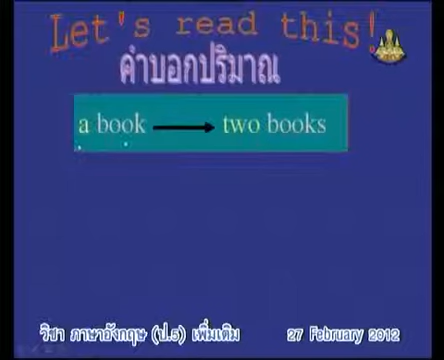 Let's read this!
คำบอกปริมาณ
a book → two books
วิชา ภาษาอังกฤษ (ป.5) เพิ่มเติม 27 February 2012